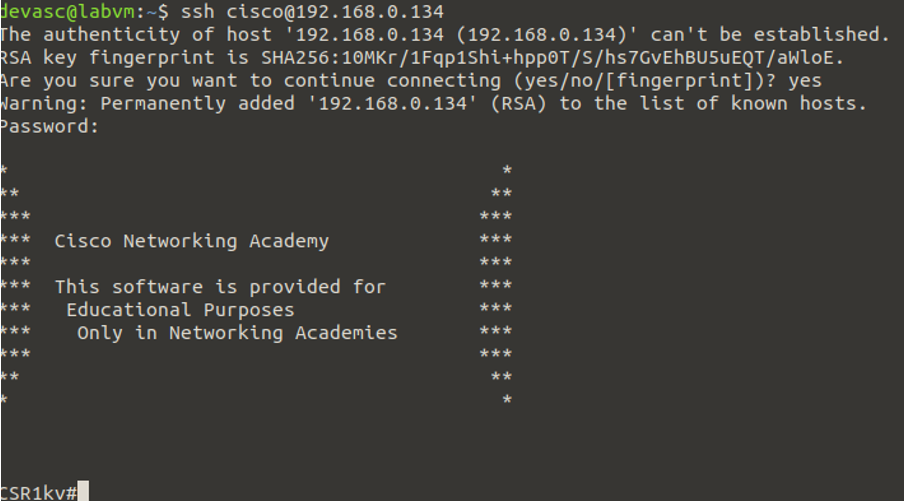 devasc@labvm:~$ ssh cisco@192.168.0.134
The authenticity of host '192.168.0.134 (192.168.0.134)' can't be established.
RSA key fingerprint is SHA256:10MKr/1Fqp1Shi+hpp0T/S/hs7GvEhBU5uEQT/aWloE.
Are you sure you want to continue connecting (yes/no/[fingerprint])? yes
Warning: Permanently added '192.168.0.134' (RSA) to the list of known hosts.
Password:
*                                           *
**                                         **
***                                       ***
***  Cisco Networking Academy             ***
***                                       ***
***  This software is provided for        ***
***   Educational Purposes                ***
***    Only in Networking Academies       ***
***                                       ***
**                                         **
*                                           *
CSR1kv#